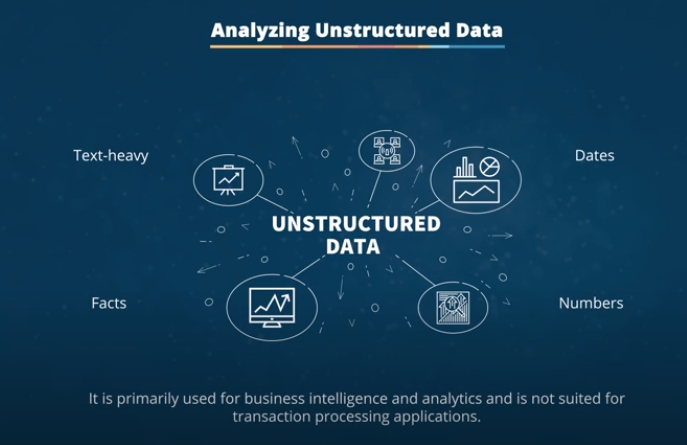 Analyzing Unstructured Data
Text-heavy
Dates
UNSTRUCTURED
DATA
Facts
Numbers
It is primarily used for business intelligence and analytics and is not suited for
transaction processing applications.